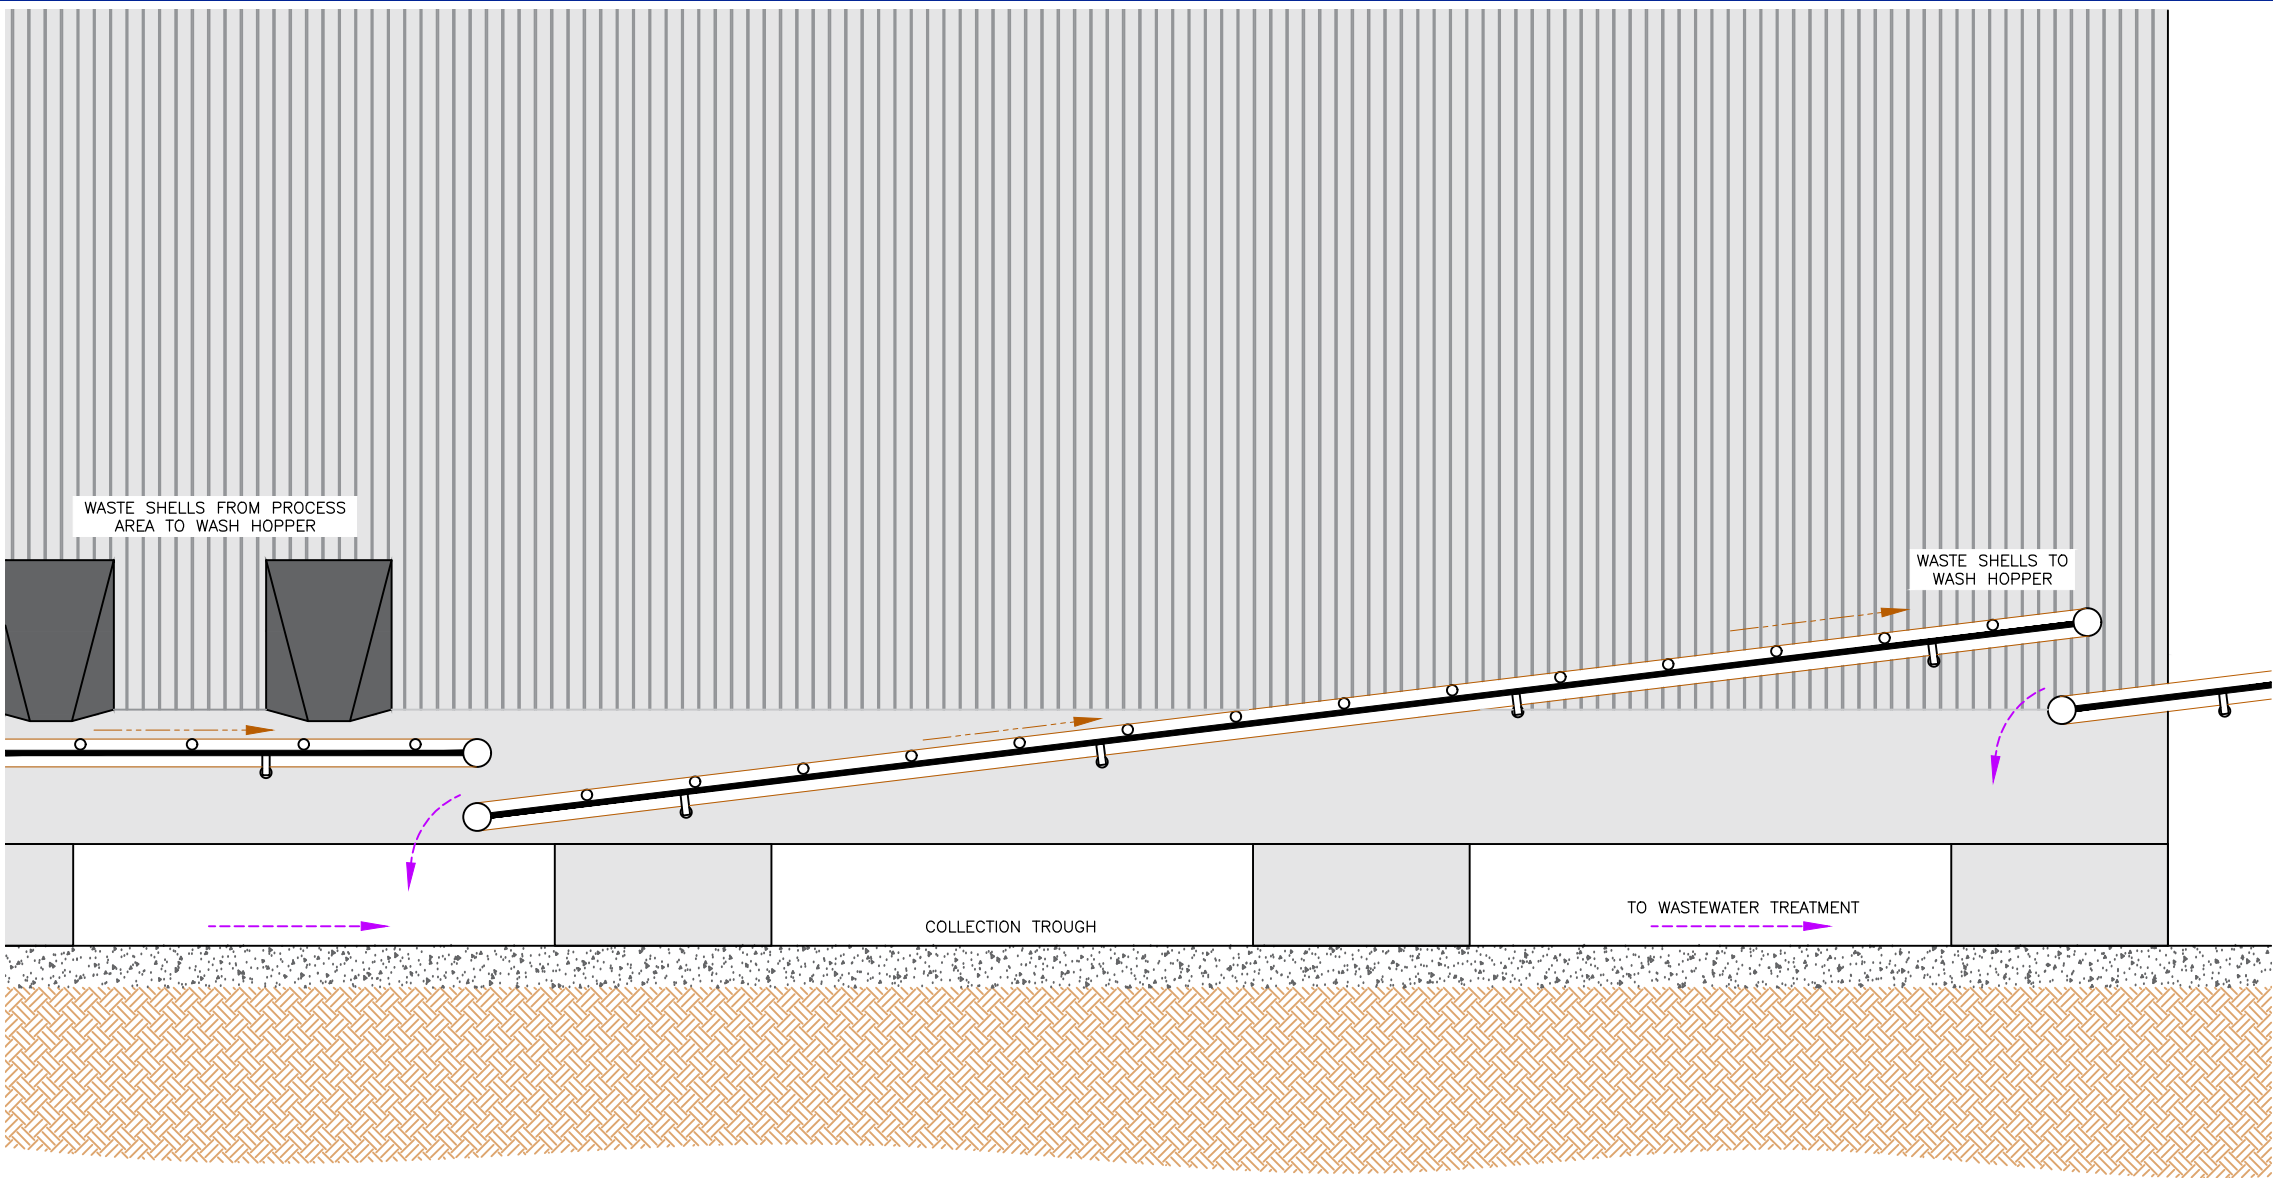 WASTE SHELLS FROM PROCESS
AREA TO WASH HOPPER
WASTE SHELLS TO
WASH HOPPER
TO WASTEWATER TREATMENT
COLLECTION TROUGH